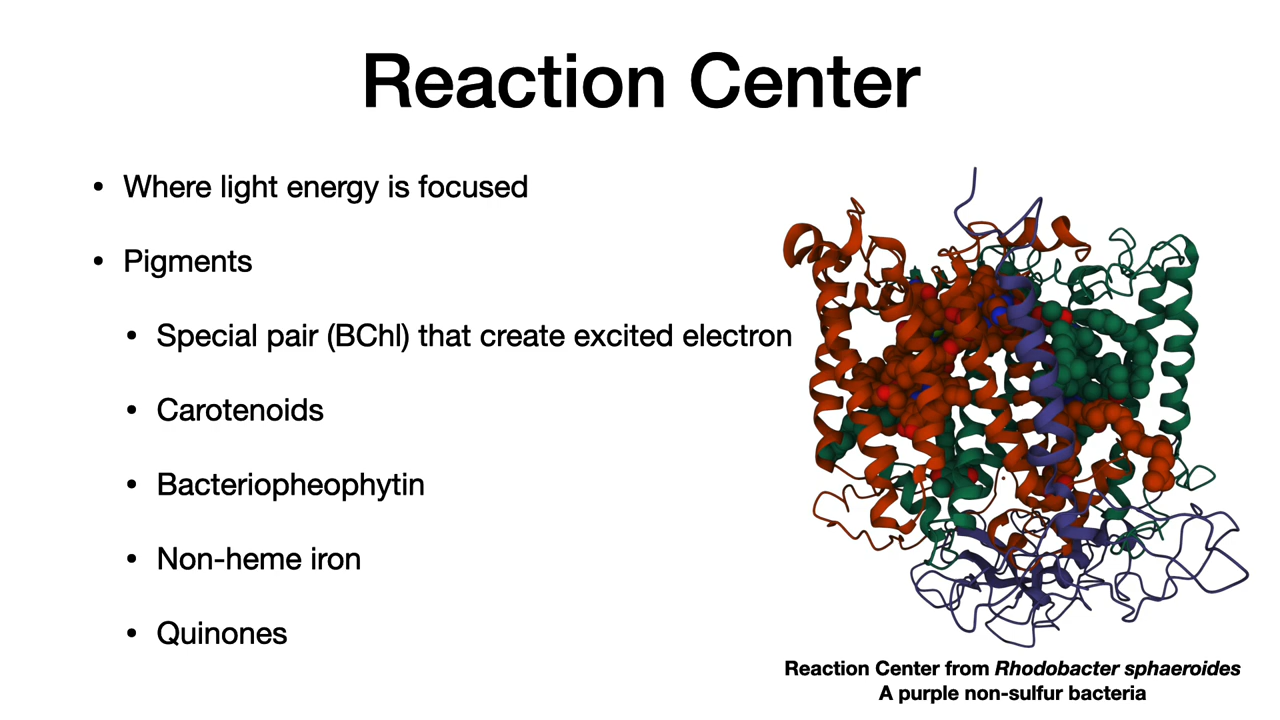 Reaction Center
• Where light energy is focused
• Pigments
• Special pair (BChl) that create excited electron
• Carotenoids
• Bacteriopheophytin
• Non-heme iron
• Quinones
Reaction Center from Rhodobacter sphaeroides
A purple non-sulfur bacteria